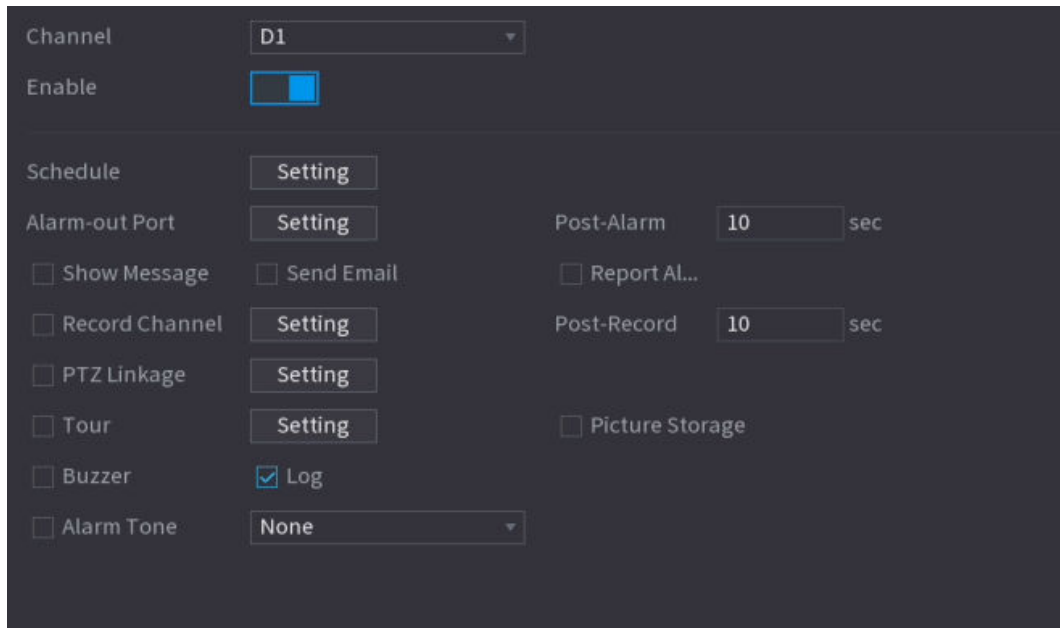 Channel D1
Enable
Schedule Setting
Alarm-out Port Setting Post-Alarm 10 sec
Show Message Send Email Report Al...
Record Channel Setting Post-Record 10 sec
PTZ Linkage Setting
Tour Setting Picture Storage
Buzzer Log
Alarm Tone None